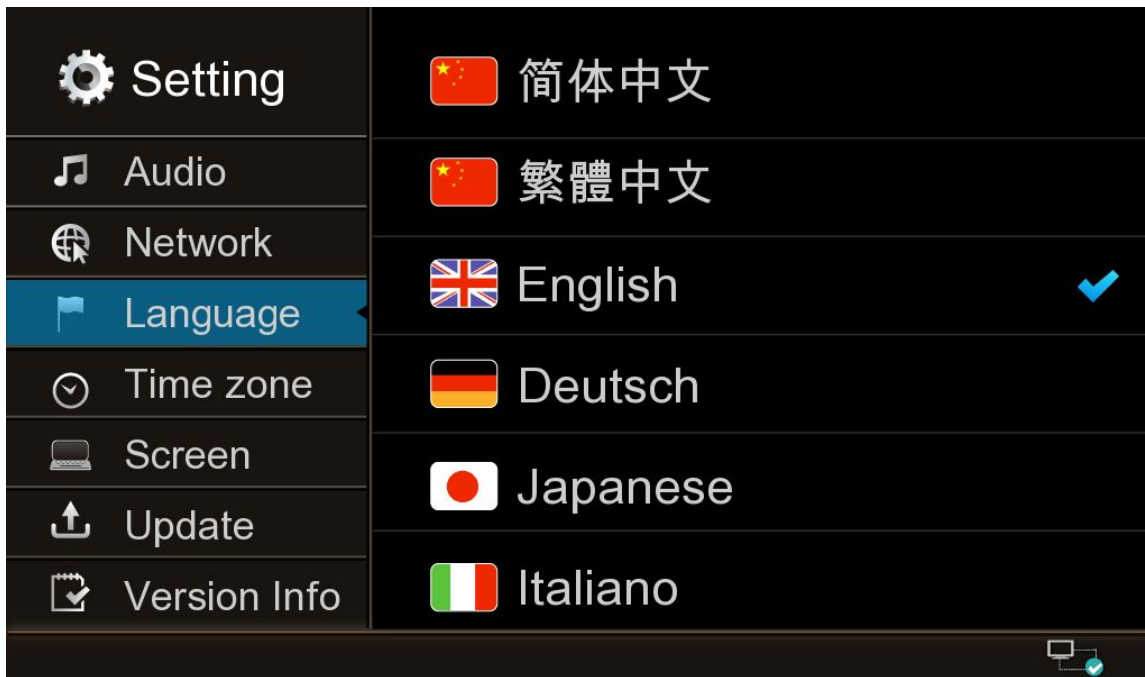 Setting
Audio
Network
Language
Time zone
Screen
Update
Version Info
简体中文
繁體中文
English
Deutsch
Japanese
Italiano